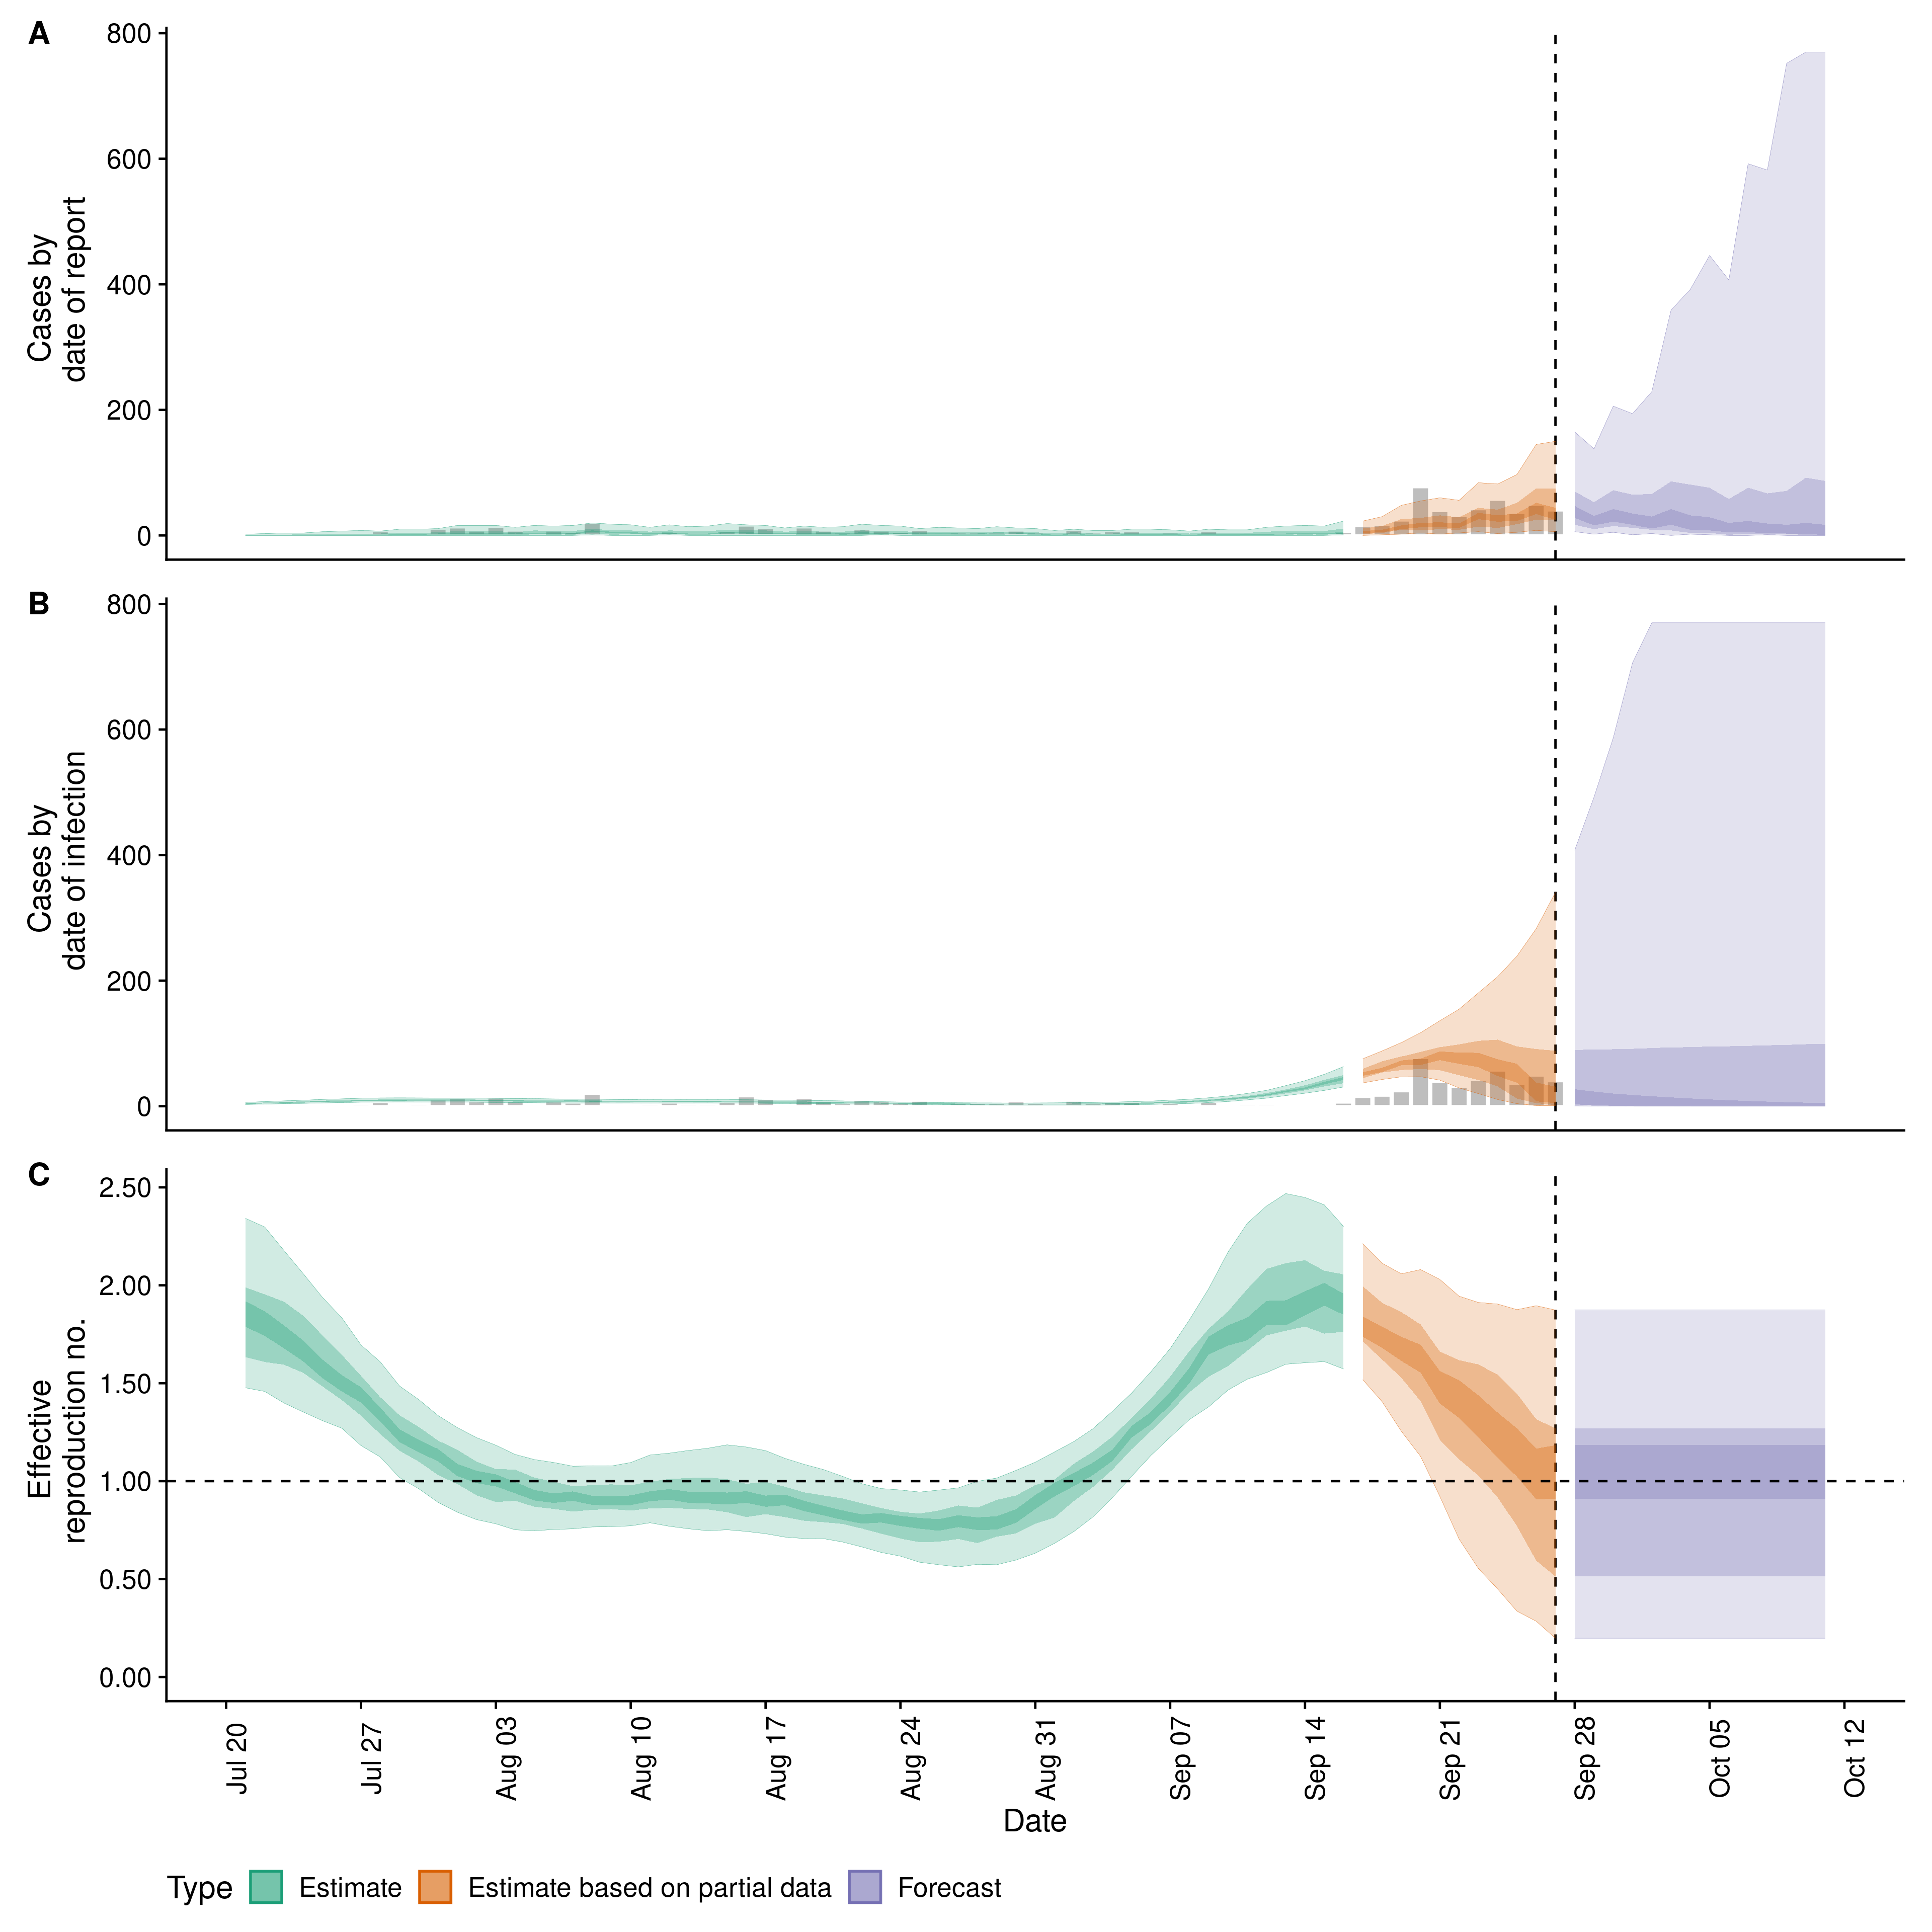 A
800
600
400
200
0
Cases by
date of report
B
800
600
400
200
0
Cases by
date of infection
C
2.50
2.00
1.50
1.00
0.50
0.00
Effective
reproduction no.
Jul 20
Jul 27
Aug 03
Aug 10
Aug 17
Aug 24
Aug 31
Sep 07
Sep 14
Sep 21
Sep 28
Oct 05
Oct 12
Date
Type Estimate Estimate based on partial data Forecast